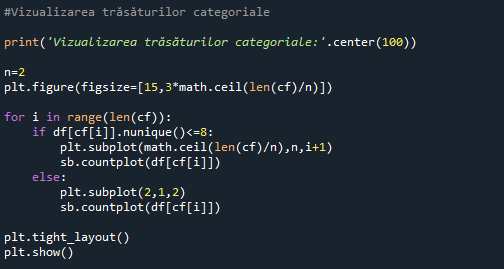 #Vizualizarea trăsăturilor categoriale
print('Vizualizarea trăsăturilor categoriale:'.center(100))
n=2
plt.figure(figsize=[15,3*math.ceil(len(cf)/n)])
for i in range(len(cf)):
    if df[cf[i]].nunique()<=8:
        plt.subplot(math.ceil(len(cf)/n),n,i+1)
        sb.countplot(df[cf[i]])
    else:
        plt.subplot(2,1,2)
        sb.countplot(df[cf[i]])
plt.tight_layout()
plt.show()